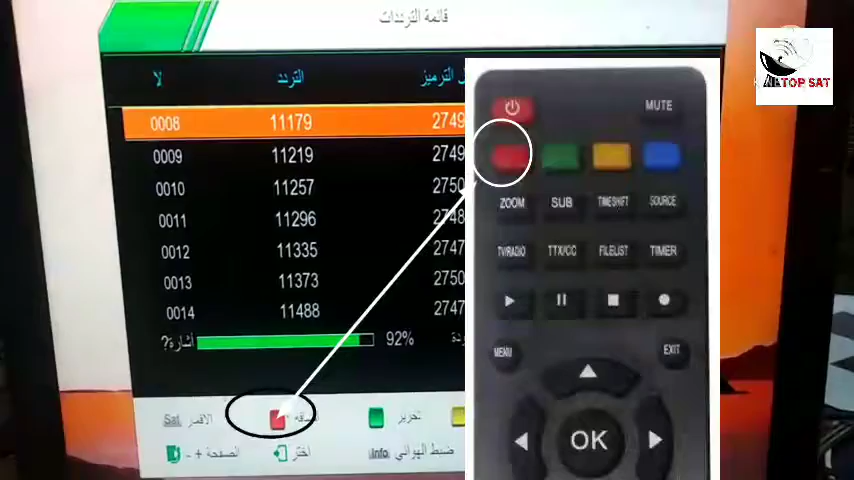 قائمة الترددات
لا التردد الترميز
0008 11179 2749
0009 11219 2749
0010 11257 2750
0011 11296 2748
0012 11335 2747
0013 11373 2750
0014 11488 2747
أشارة? 92%
Sat الاقمار تحرير
الصفحة + - اختر Info ضبط الهوائي
MUTE
ZOOM SUB TIMESHIFT SOURCE
TV/RADIO TTX/CC FILELIST TIMER
MENU EXIT
OK
TOP SAT